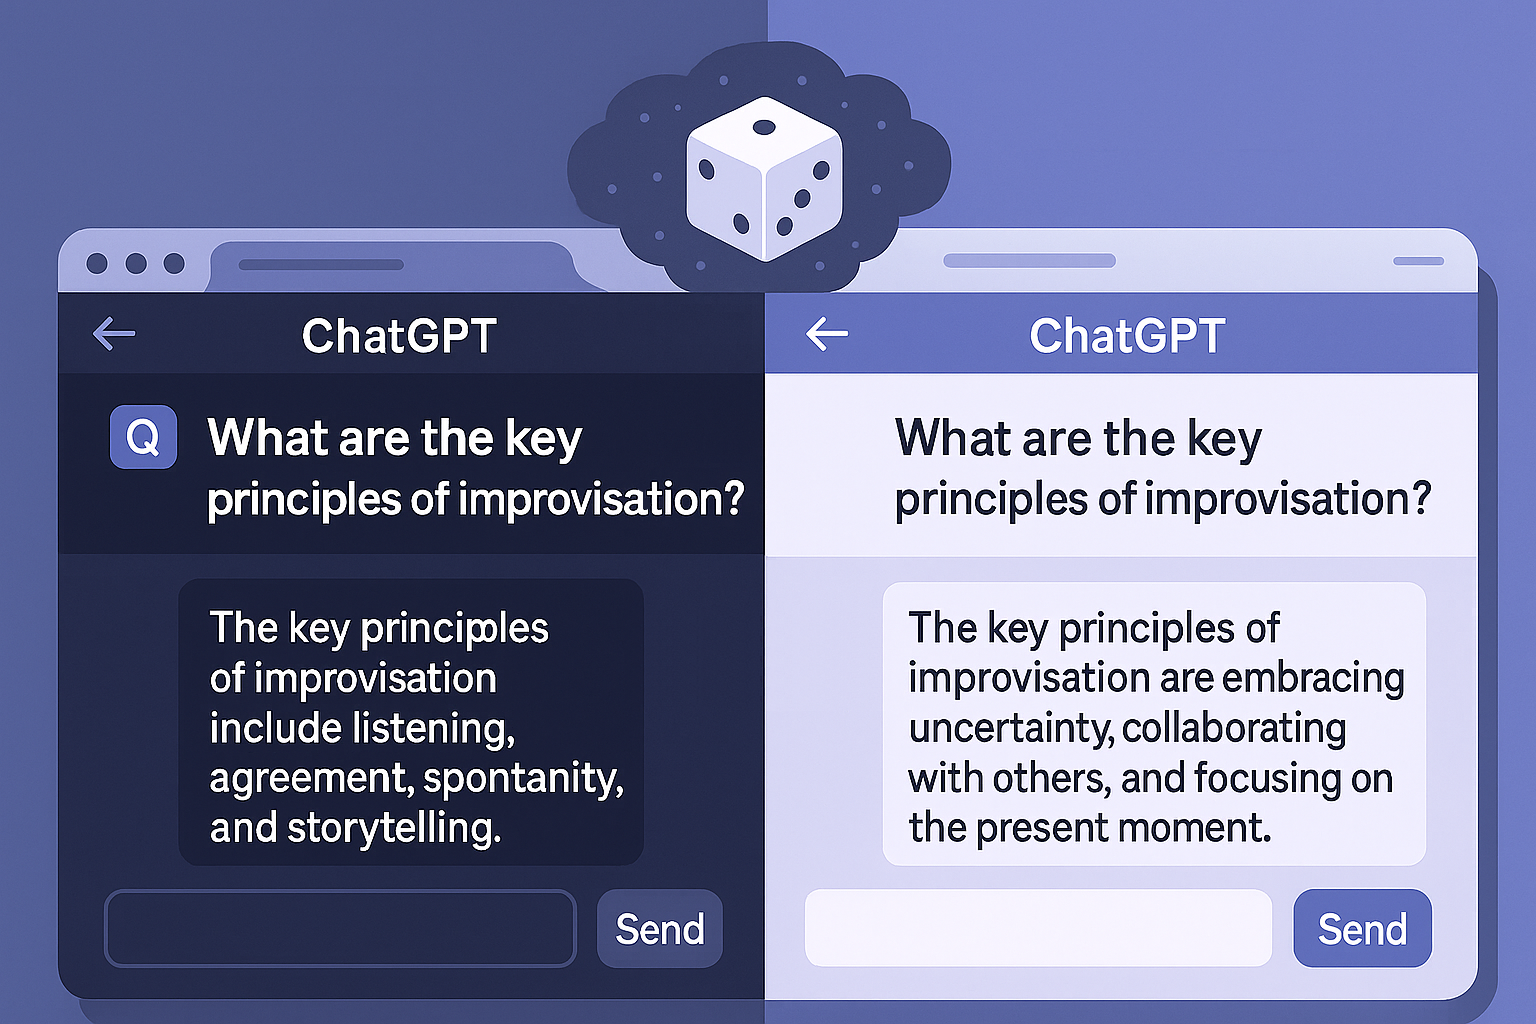 ChatGPT
Q
What are the key
principles of improvisation?
The key principles
of improvisation
include listening,
agreement, spontanity,
and storytelling.
Send
ChatGPT
What are the key
principles of improvisation?
The key principles of
improvisation are embracing
uncertainty, collaborating
with others, and focusing on
the present moment.
Send